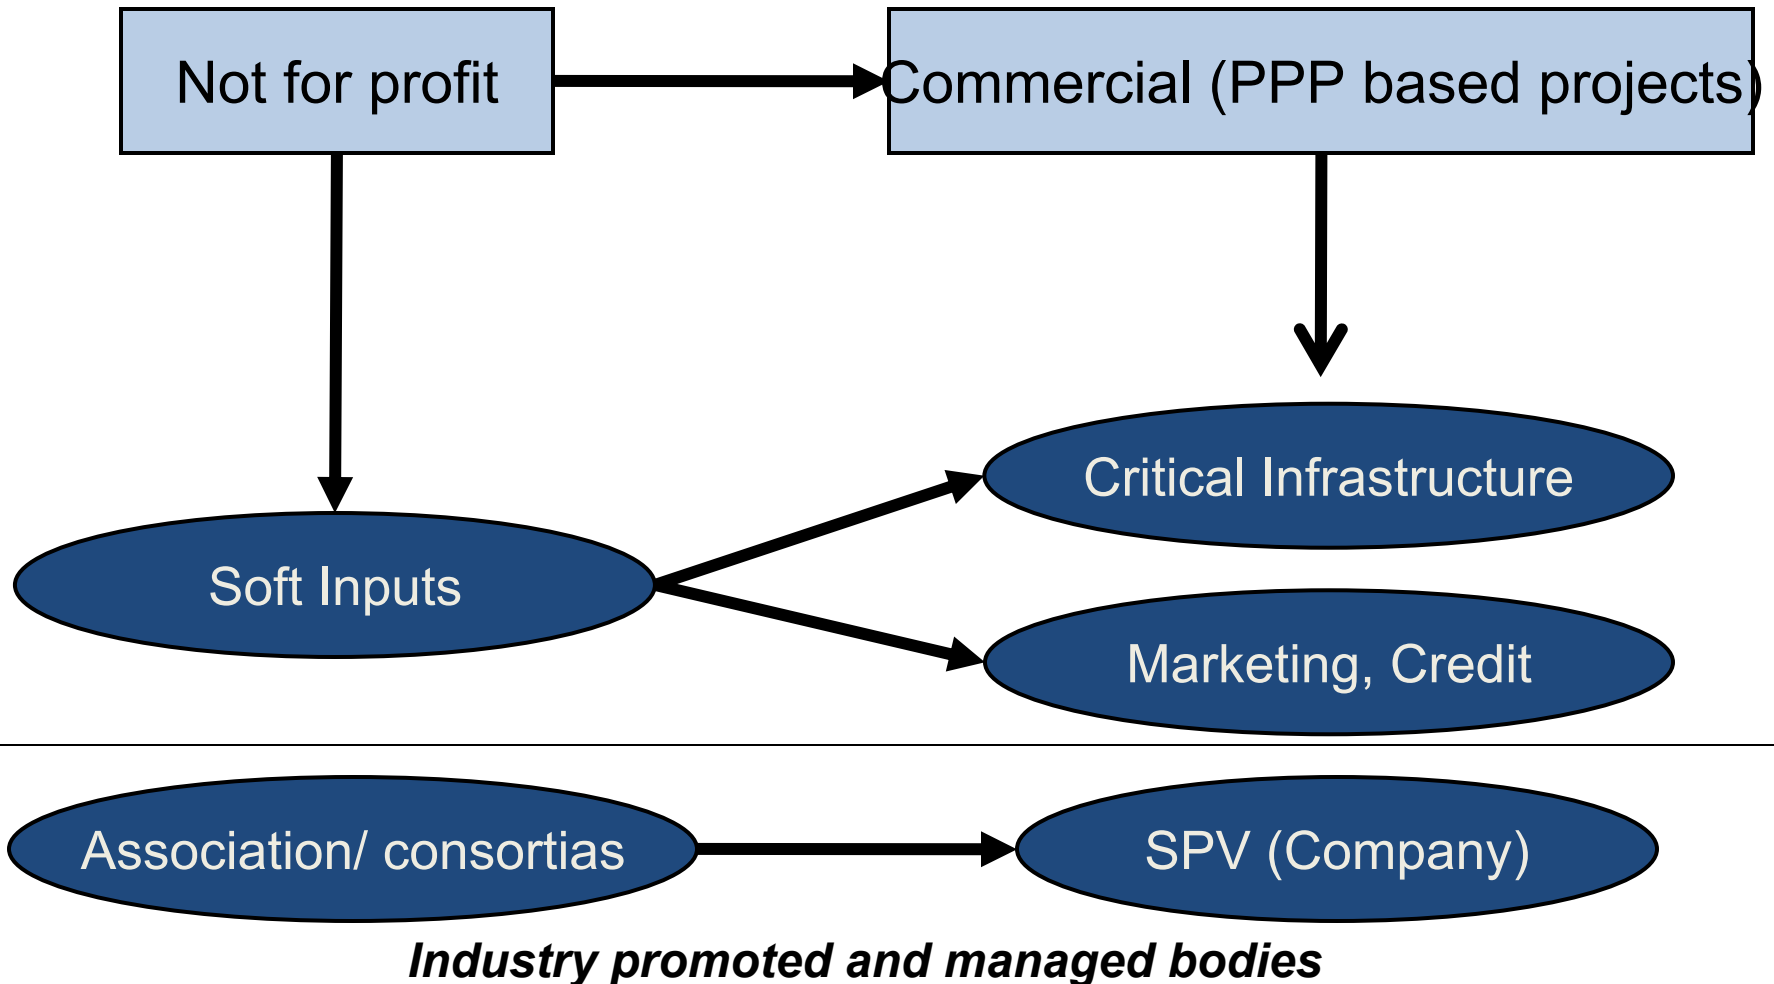 Not for profit
Commercial (PPP based projects)
Critical Infrastructure
Soft Inputs
Marketing, Credit
Association/ consortias
SPV (Company)
Industry promoted and managed bodies